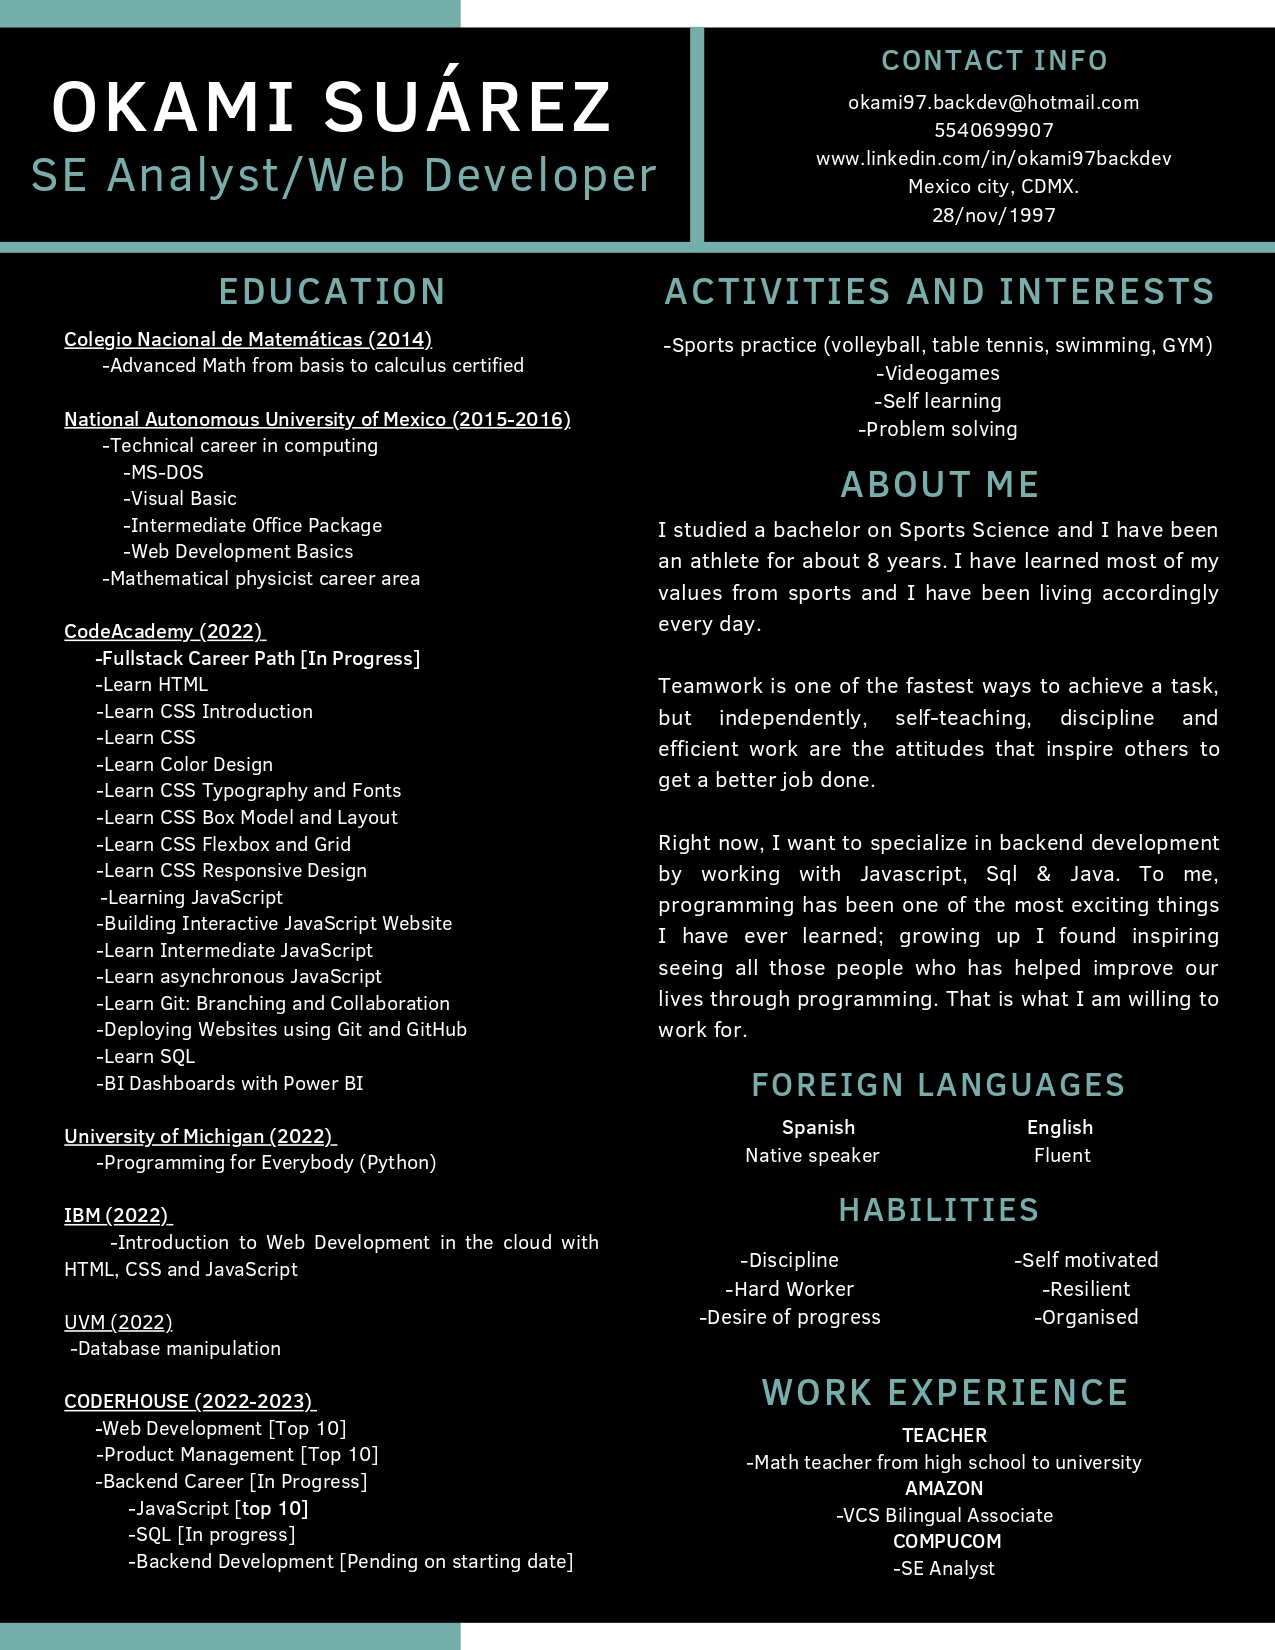 OKAMI SUÁREZ
SE Analyst/Web Developer
CONTACT INFO
okami97.backdev@hotmail.com
5540699907
www.linkedin.com/in/okami97backdev
Mexico city, CDMX.
28/nov/1997
EDUCATION
Colegio Nacional de Matemáticas (2014)
-Advanced Math from basis to calculus certified
National Autonomous University of Mexico (2015-2016)
-Technical career in computing
-MS-DOS
-Visual Basic
-Intermediate Office Package
-Web Development Basics
-Mathematical physicist career area
CodeAcademy (2022)
-Fullstack Career Path [In Progress]
-Learn HTML
-Learn CSS Introduction
-Learn CSS
-Learn Color Design
-Learn CSS Typography and Fonts
-Learn CSS Box Model and Layout
-Learn CSS Flexbox and Grid
-Learn CSS Responsive Design
-Learning JavaScript
-Building Interactive JavaScript Website
-Learn Intermediate JavaScript
-Learn asynchronous JavaScript
-Learn Git: Branching and Collaboration
-Deploying Websites using Git and GitHub
-Learn SQL
-BI Dashboards with Power BI
University of Michigan (2022)
-Programming for Everybody (Python)
IBM (2022)
-Introduction to Web Development in the cloud with
HTML, CSS and JavaScript
UVM (2022)
-Database manipulation
CODERHOUSE (2022-2023)
-Web Development [Top 10]
-Product Management [Top 10]
-Backend Career [In Progress]
-JavaScript [top 10]
-SQL [In progress]
-Backend Development [Pending on starting date]
ACTIVITIES AND INTERESTS
-Sports practice (volleyball, table tennis, swimming, GYM)
-Videogames
-Self learning
-Problem solving
ABOUT ME
I studied a bachelor on Sports Science and I have been
an athlete for about 8 years. I have learned most of my
values from sports and I have been living accordingly
every day.
Teamwork is one of the fastest ways to achieve a task,
but independently, self-teaching, discipline and
efficient work are the attitudes that inspire others to
get a better job done.
Right now, I want to specialize in backend development
by working with Javascript, Sql & Java. To me,
programming has been one of the most exciting things
I have ever learned; growing up I found inspiring
seeing all those people who has helped improve our
lives through programming. That is what I am willing to
work for.
FOREIGN LANGUAGES
Spanish English
Native speaker Fluent
HABILITIES
-Discipline -Self motivated
-Hard Worker -Resilient
-Desire of progress -Organised
WORK EXPERIENCE
TEACHER
-Math teacher from high school to university
AMAZON
-VCS Bilingual Associate
COMPUCOM
-SE Analyst